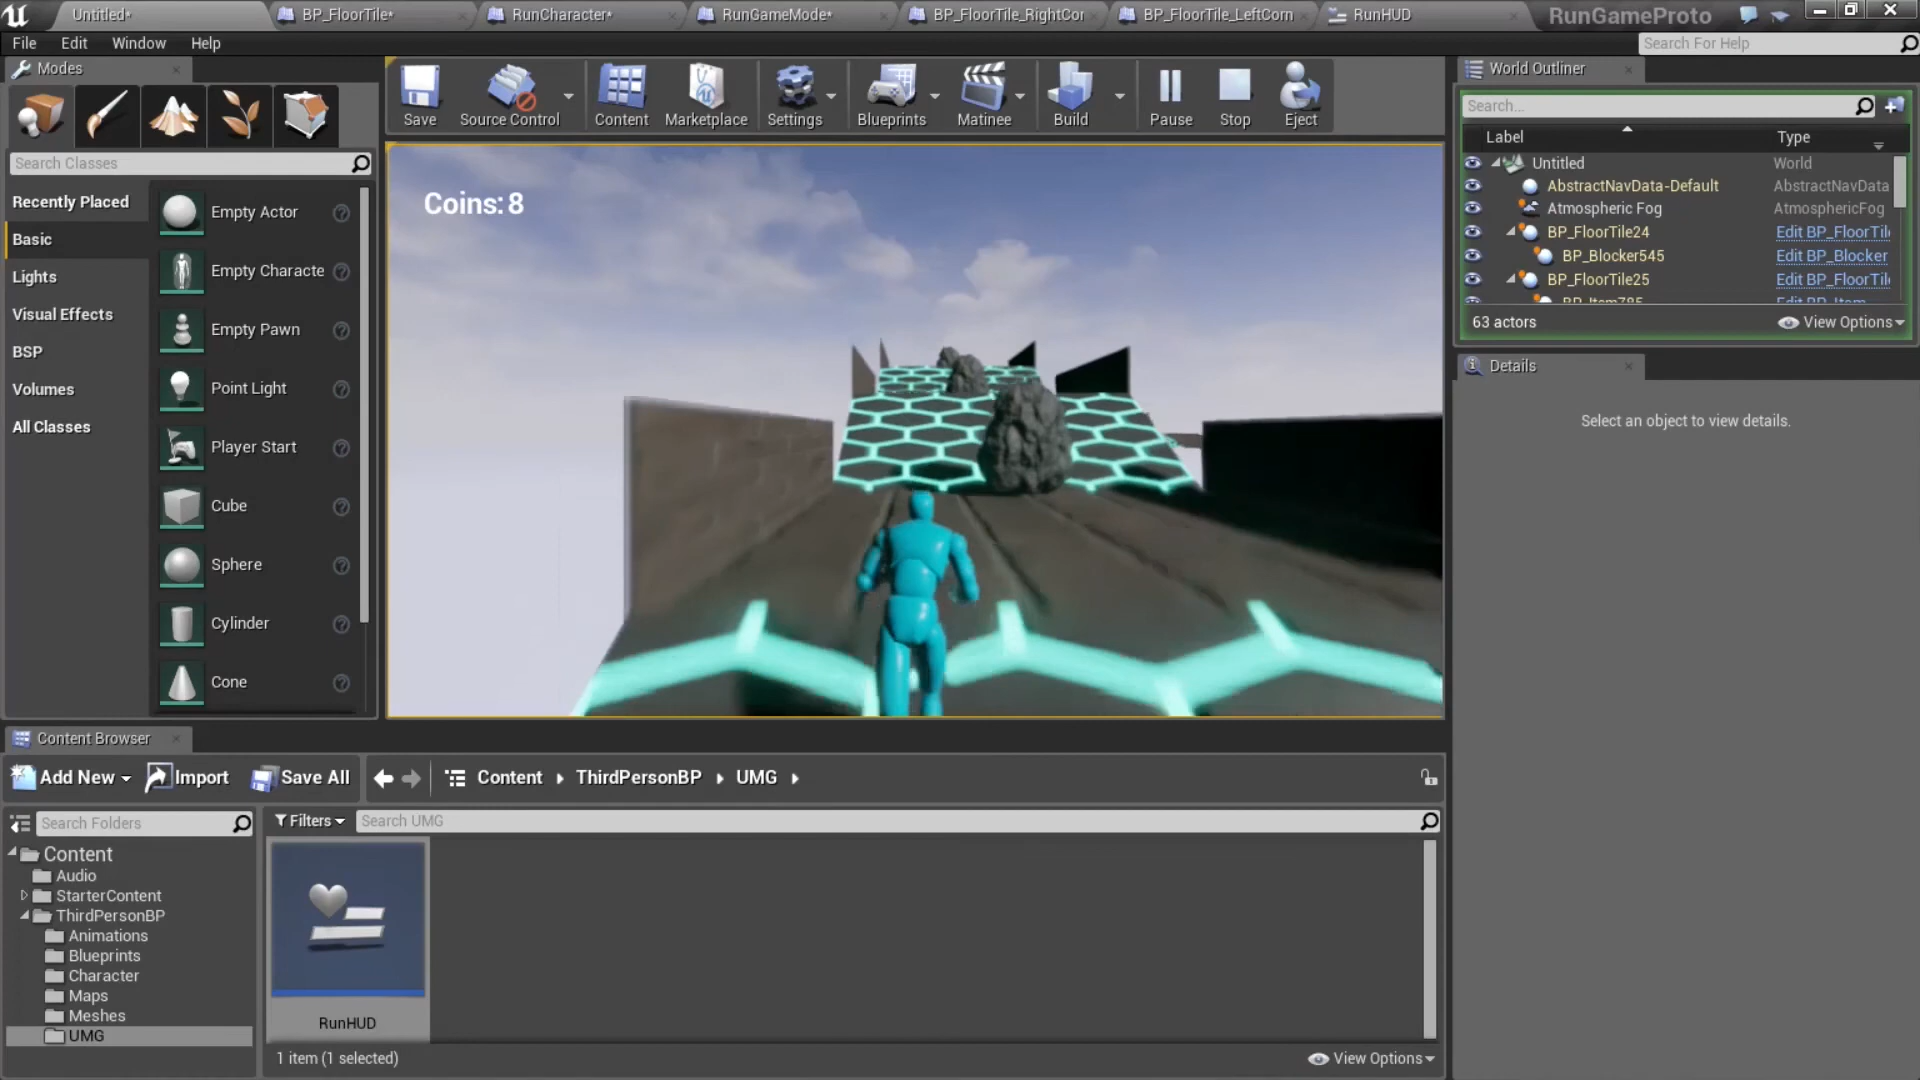 Untitled*
BP_FloorTile*
RunCharacter*
RunGameMode*
BP_FloorTile_RightCor
BP_FloorTile_LeftCorn
RunHUD
RunGameProto
File Edit Window Help
Search For Help
Modes
Search Classes
Recently Placed
Basic
Lights
Visual Effects
BSP
Volumes
All Classes
Empty Actor
Empty Characte
Empty Pawn
Point Light
Player Start
Cube
Sphere
Cylinder
Cone
Save
Source Control
Content
Marketplace
Settings
Blueprints
Matinee
Build
Pause
Stop
Eject
Coins: 8
World Outliner
Search...
Label Type
Untitled World
AbstractNavData-Default AbstractNavData
Atmospheric Fog AtmosphericFog
BP_FloorTile24 Edit BP_FloorTil
BP_Blocker545 Edit BP_Blocker
BP_FloorTile25 Edit BP_FloorTil
BP_Item785 Edit BP_Item
63 actors View Options
Details
Select an object to view details.
Content Browser
Add New Import Save All Content ThirdPersonBP UMG
Search Folders
Content
Audio
StarterContent
ThirdPersonBP
Animations
Blueprints
Character
Maps
Meshes
UMG
Filters Search UMG
RunHUD
1 item (1 selected) View Options